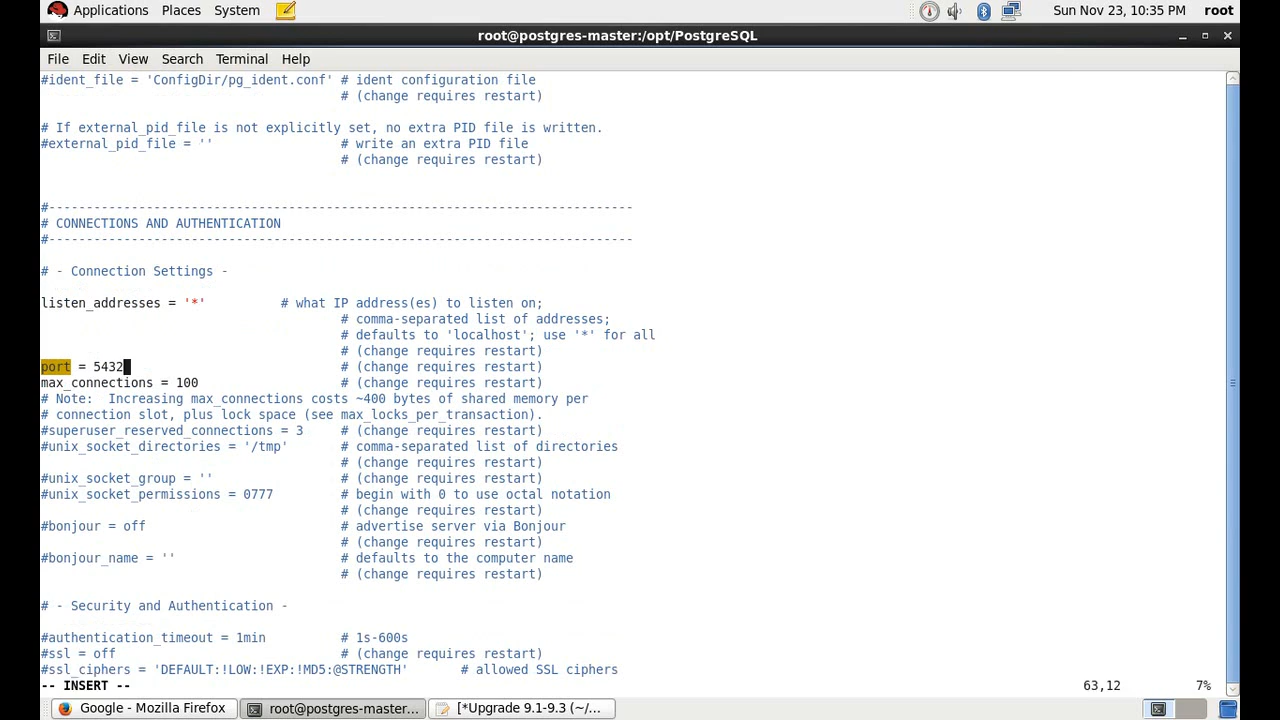 Applications Places System Sun Nov 23, 10:35 PM root
root@postgres-master:/opt/PostgreSQL
File Edit View Search Terminal Help
#ident_file = 'ConfigDir/pg_ident.conf' # ident configuration file
# (change requires restart)
# If external_pid_file is not explicitly set, no extra PID file is written.
#external_pid_file = '' # write an extra PID file
# (change requires restart)
#------------------------------------------------------------------------------
# CONNECTIONS AND AUTHENTICATION
#------------------------------------------------------------------------------
# - Connection Settings -
listen_addresses = '*' # what IP address(es) to listen on;
# comma-separated list of addresses;
# defaults to 'localhost'; use '*' for all
# (change requires restart)
port = 5432 # (change requires restart)
max_connections = 100 # (change requires restart)
# Note: Increasing max_connections costs ~400 bytes of shared memory per
# connection slot, plus lock space (see max_locks_per_transaction).
#superuser_reserved_connections = 3 # (change requires restart)
#unix_socket_directories = '/tmp' # comma-separated list of directories
# (change requires restart)
#unix_socket_group = '' # (change requires restart)
#unix_socket_permissions = 0777 # begin with 0 to use octal notation
# (change requires restart)
#bonjour = off # advertise server via Bonjour
# (change requires restart)
#bonjour_name = '' # defaults to the computer name
# (change requires restart)
# - Security and Authentication -
#authentication_timeout = 1min # 1s-600s
#ssl = off # (change requires restart)
#ssl_ciphers = 'DEFAULT:!LOW:!EXP:!MD5:@STRENGTH' # allowed SSL ciphers
-- INSERT -- 63,12 7%
Google - Mozilla Firefox root@postgres-master... [*Upgrade 9.1-9.3 (~/...